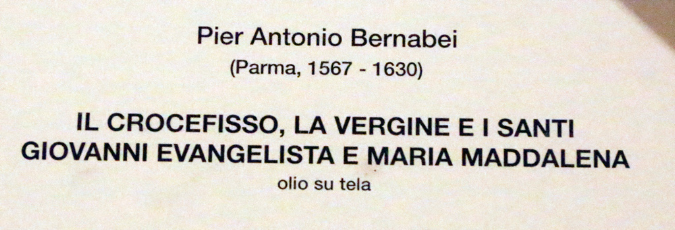 Pier Antonio Bernabei
(Parma, 1567 - 1630)
IL CROCEFISSO, LA VERGINE E I SANTI
GIOVANNI EVANGELISTA E MARIA MADDALENA
olio su tela